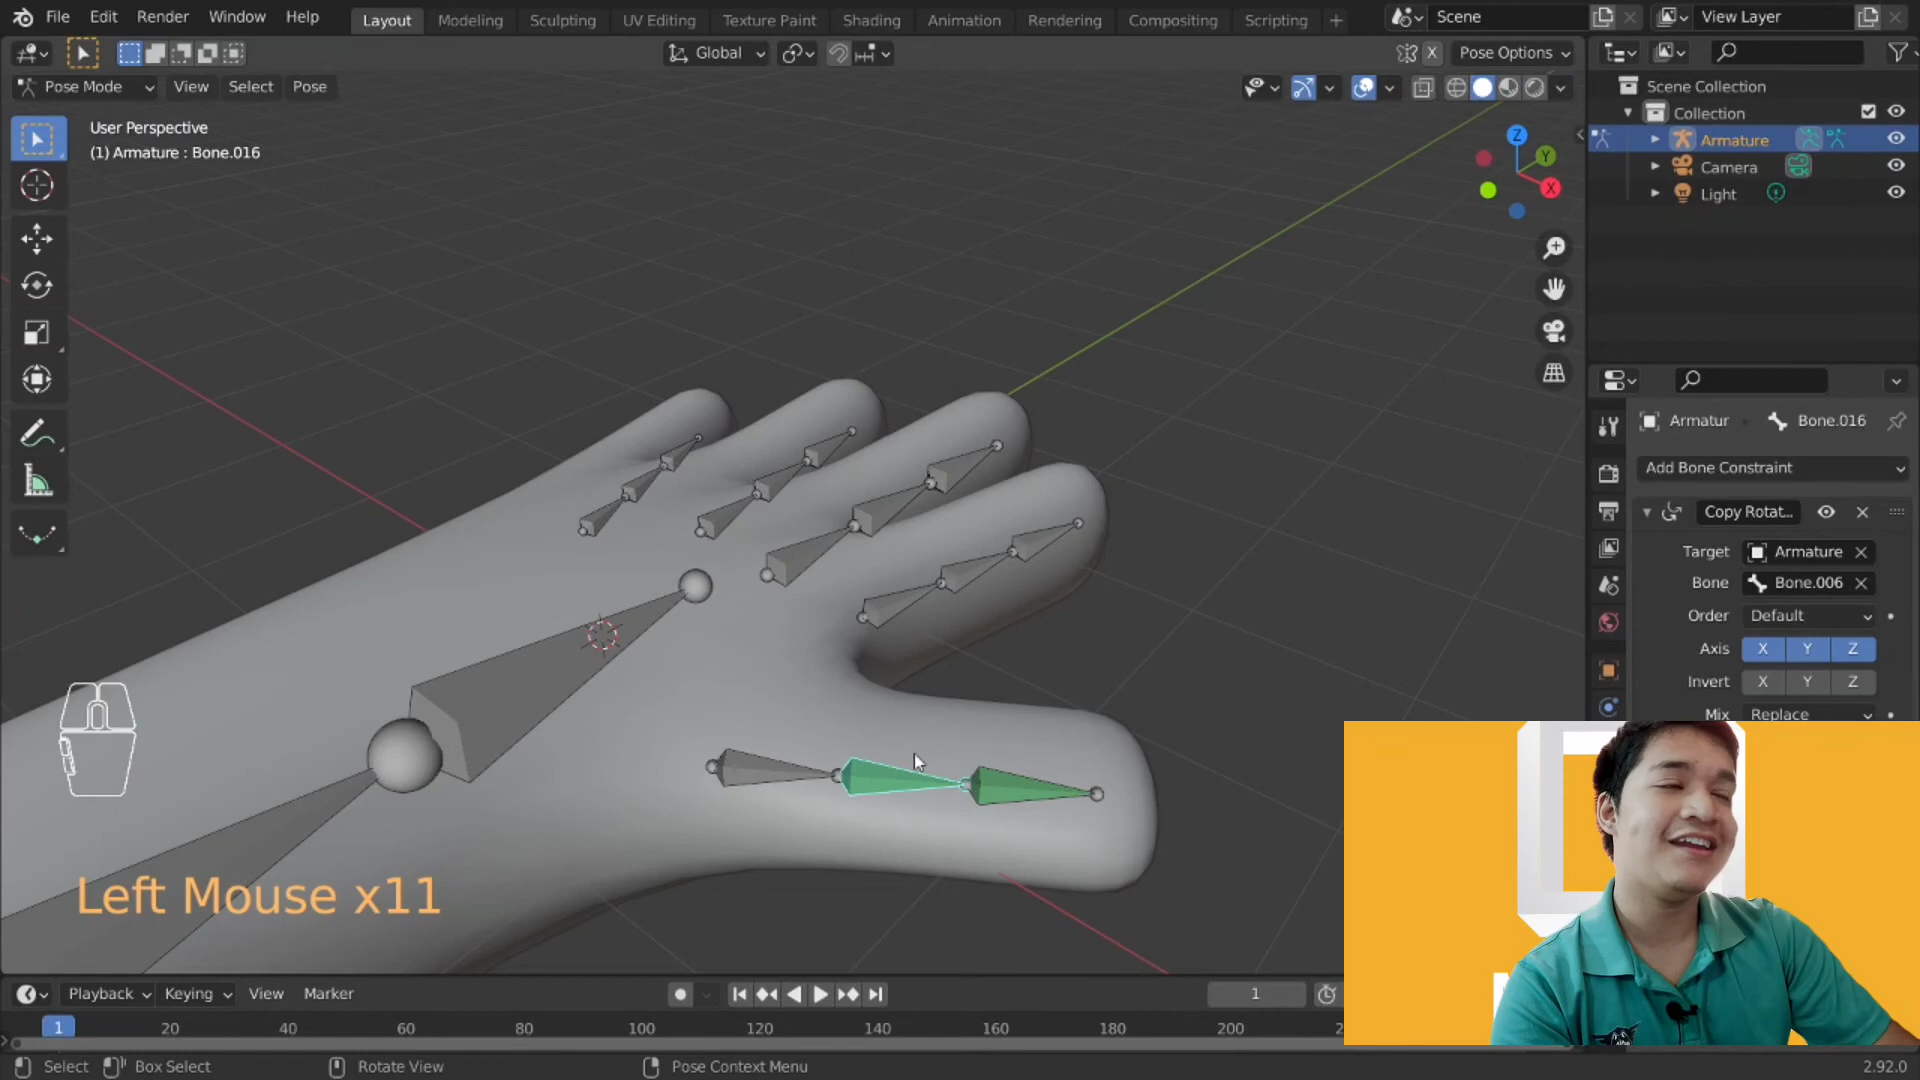 File Edit Render Window Help Layout Modeling Sculpting UV Editing Texture Paint Shading Animation Rendering Compositing Scripting + Scene View Layer
Global X Pose Options
Pose Mode View Select Pose
User Perspective
(1) Armature : Bone.016
Z
Y
X
Scene Collection
Collection
Armature
Camera
Light
Armatur Bone.016
Add Bone Constraint
Copy Rotat...
Target Armature
Bone Bone.006
Order Default
Axis X Y Z
Invert X Y Z
Mix Replace
Left Mouse x11
Playback Keying View Marker 1
1 20 40 60 80 100 120 140 160 180 200
Select Box Select Rotate View Pose Context Menu 2.92.0